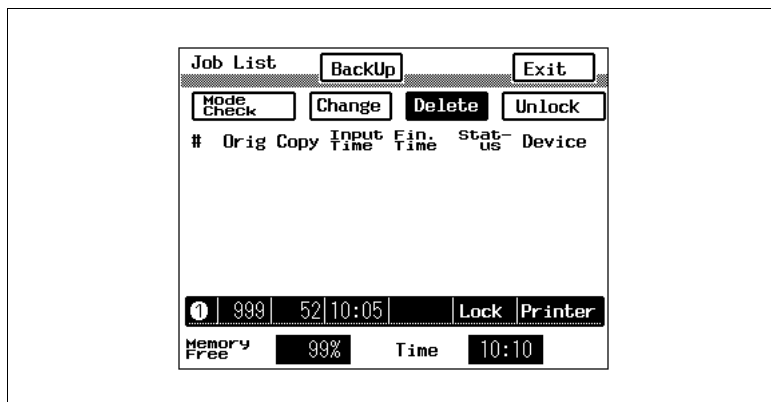 Job List BackUp Exit
Mode Check Change Delete Unlock
# Orig Copy Input Time Fin. Time Stat-us Device
1 999 52 10:05 Lock Printer
Memory Free 99% Time 10:10